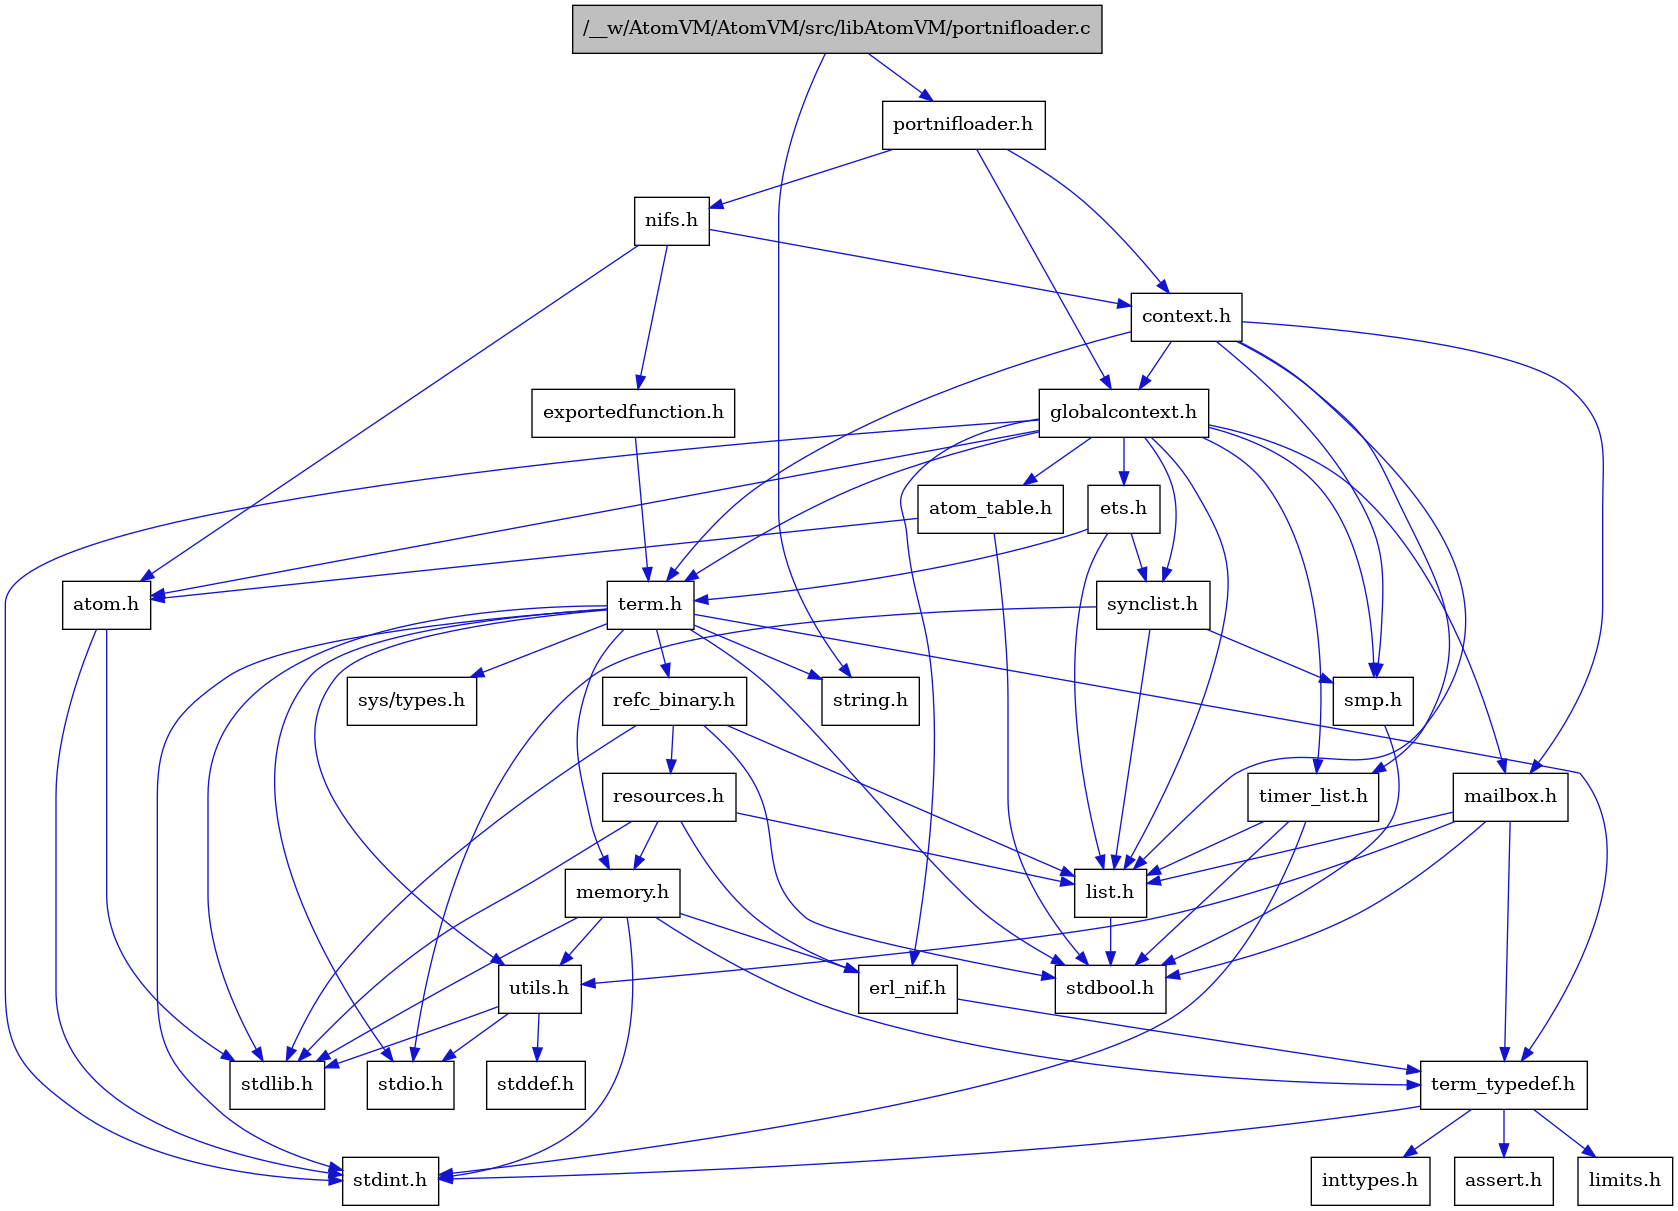 /__w/AtomVM/AtomVM/src/libAtomVM/portnifloader.c
portnifloader.h
nifs.h
context.h
exportedfunction.h
globalcontext.h
atom_table.h
ets.h
atom.h
term.h
synclist.h
sys/types.h
refc_binary.h
string.h
smp.h
resources.h
timer_list.h
mailbox.h
memory.h
list.h
utils.h
erl_nif.h
stdbool.h
stdlib.h
stdio.h
stddef.h
term_typedef.h
stdint.h
inttypes.h
assert.h
limits.h